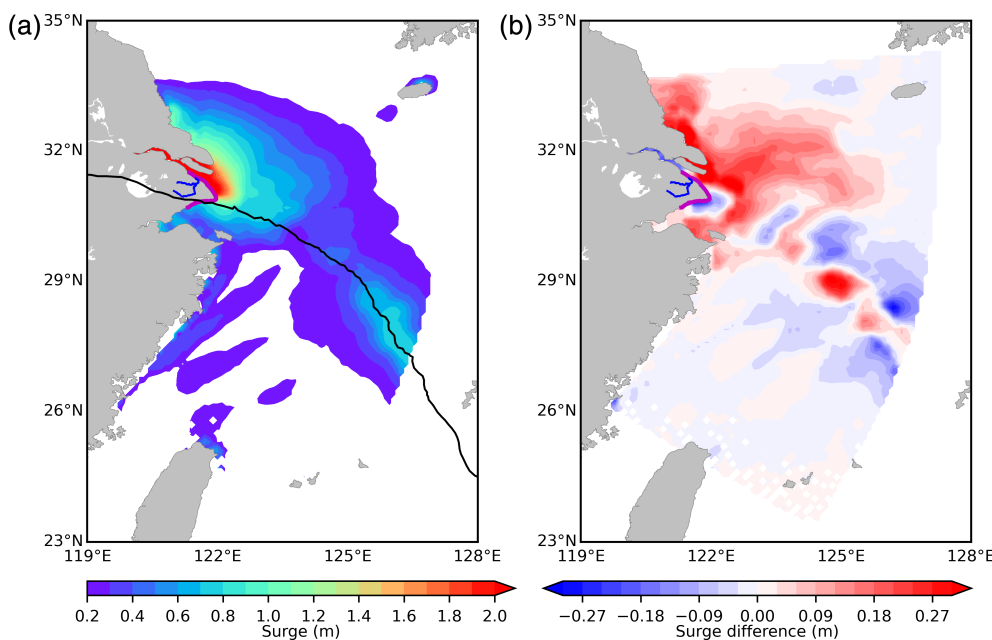 (a)
35°N
32°N
29°N
26°N
23°N
119°E
122°E
125°E
128°E
0.2
0.4
0.6
0.8
1.0
1.2
1.4
1.6
1.8
2.0
Surge (m)
(b)
35°N
32°N
29°N
26°N
23°N
119°E
122°E
125°E
128°E
−0.27
−0.18
−0.09
0.00
0.09
0.18
0.27
Surge difference (m)